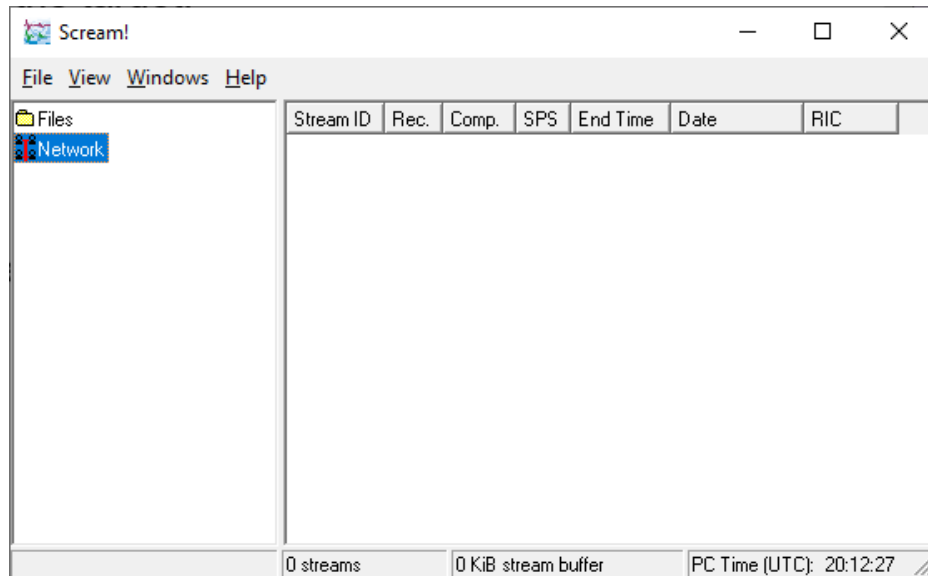 Scream!
File View Windows Help
Files
Network
Stream ID Rec. Comp. SPS End Time Date RIC
0 streams 0 KiB stream buffer PC Time (UTC): 20:12:27